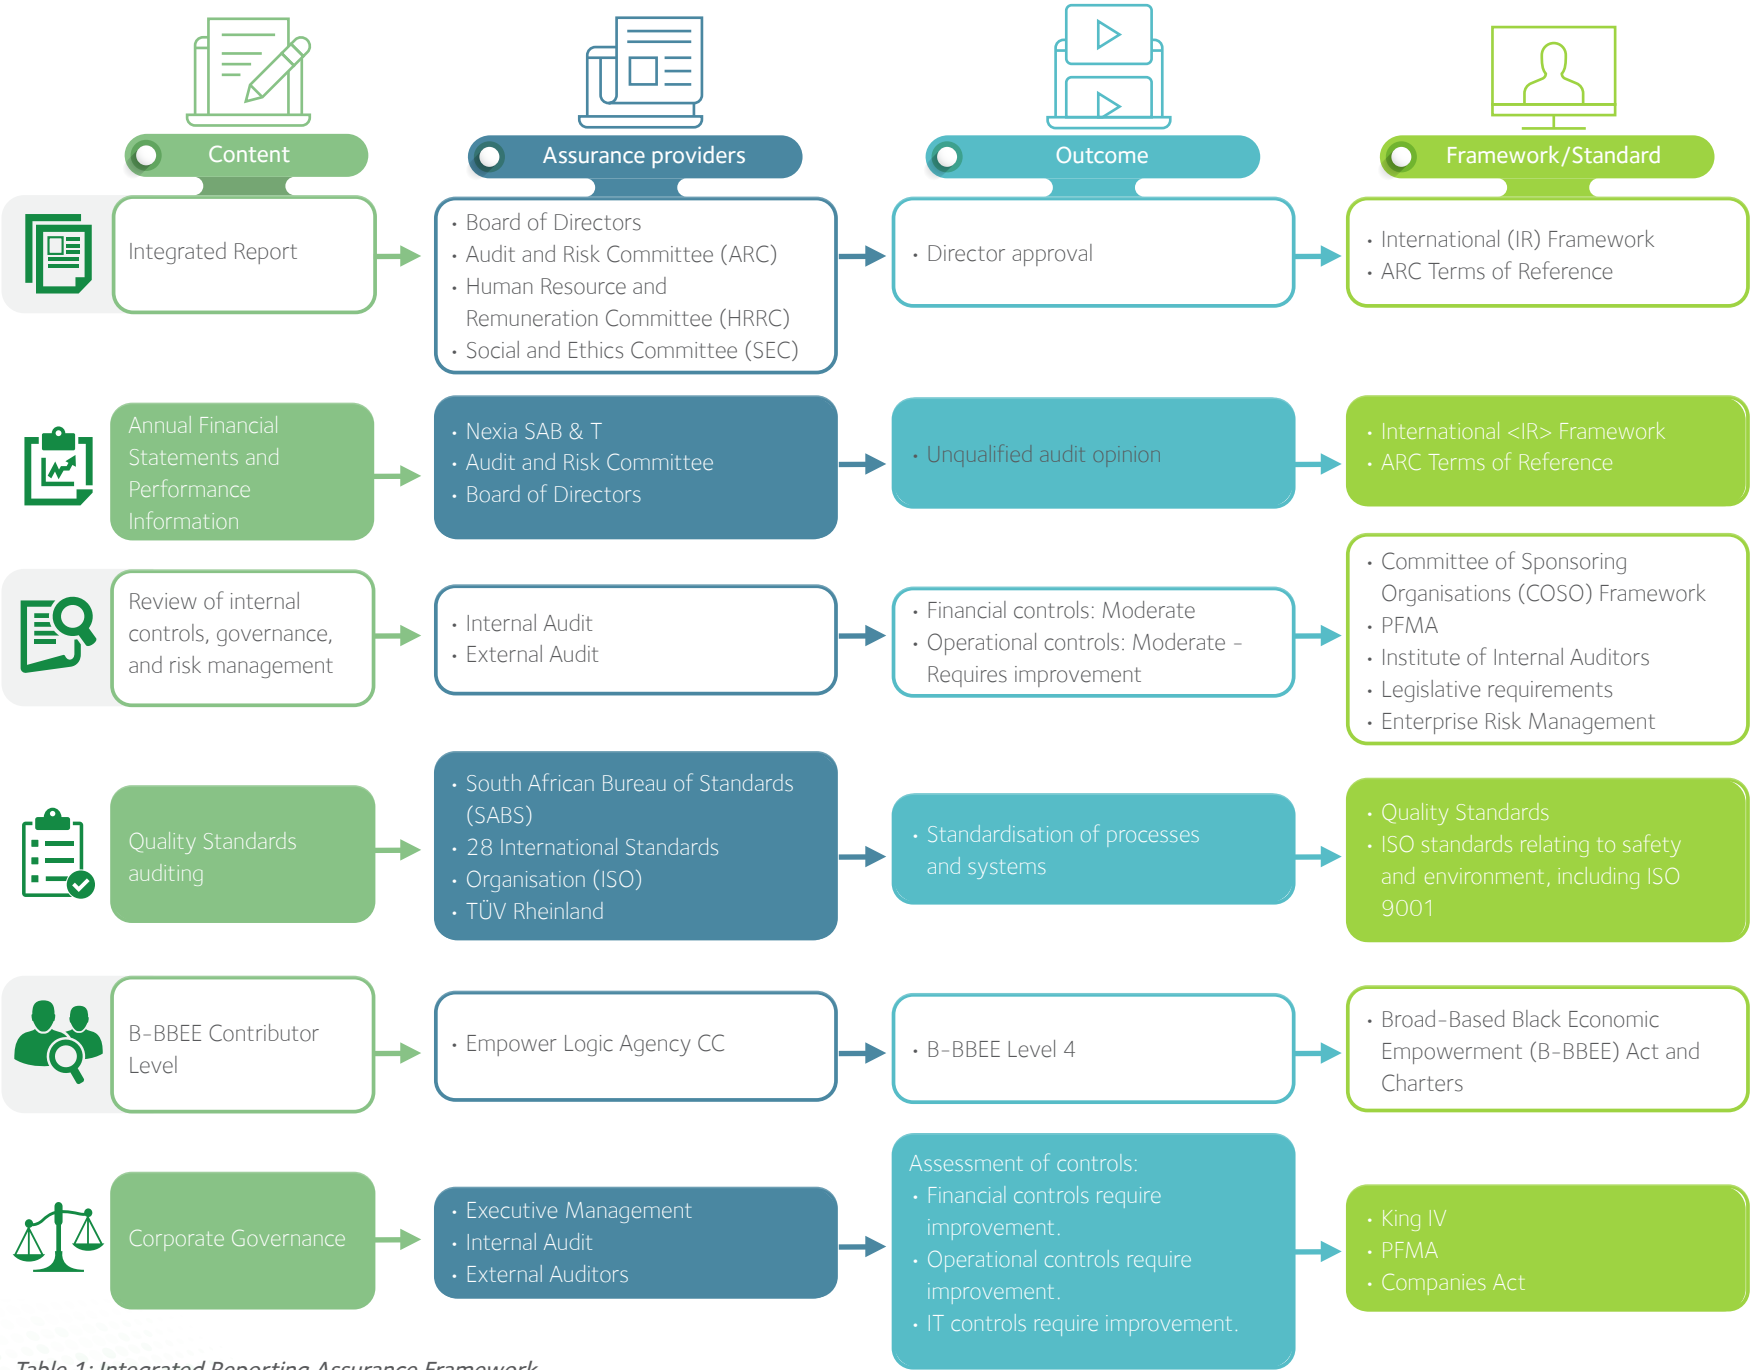 Content
Assurance providers
Outcome
Framework/Standard
Integrated Report
• Board of Directors
• Audit and Risk Committee (ARC)
• Human Resource and
Remuneration Committee (HRRC)
• Social and Ethics Committee (SEC)
• Director approval
• International (IR) Framework
• ARC Terms of Reference
Annual Financial
Statements and
Performance
Information
• Nexia SAB & T
• Audit and Risk Committee
• Board of Directors
• Unqualified audit opinion
• International <IR> Framework
• ARC Terms of Reference
Review of internal
controls, governance,
and risk management
• Internal Audit
• External Audit
• Financial controls: Moderate
• Operational controls: Moderate –
Requires improvement
• Committee of Sponsoring
Organisations (COSO) Framework
• PFMA
• Institute of Internal Auditors
• Legislative requirements
• Enterprise Risk Management
Quality Standards
auditing
• South African Bureau of Standards
(SABS)
• 28 International Standards
• Organisation (ISO)
• TÜV Rheinland
• Standardisation of processes
and systems
• Quality Standards
• ISO standards relating to safety
and environment, including ISO
9001
B-BBEE Contributor
Level
• Empower Logic Agency CC
• B-BBEE Level 4
• Broad-Based Black Economic
Empowerment (B-BBEE) Act and
Charters
Corporate Governance
• Executive Management
• Internal Audit
• External Auditors
Assessment of controls:
• Financial controls require
improvement.
• Operational controls require
improvement.
• IT controls require improvement.
• King IV
• PFMA
• Companies Act
Table 1: Integrated Reporting Assurance Framework